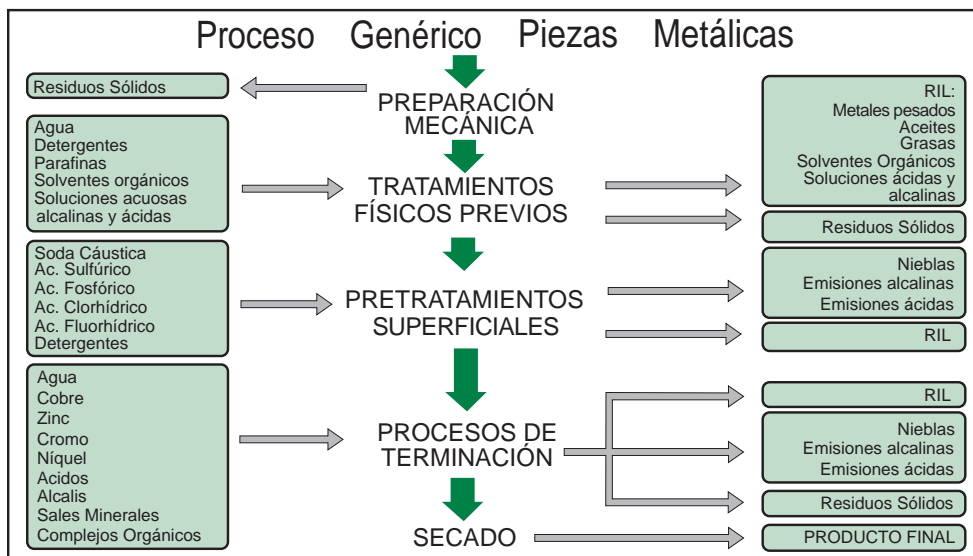 Proceso Genérico Piezas Metálicas
Residuos Sólidos
PREPARACIÓN
MECÁNICA
RIL:
Metales pesados
Aceites
Grasas
Solventes Orgánicos
Soluciones ácidas y
alcalinas
Agua
Detergentes
Parafinas
Solventes orgánicos
Soluciones acuosas
alcalinas y ácidas
TRATAMIENTOS
FÍSICOS PREVIOS
Residuos Sólidos
Soda Cáustica
Ac. Sulfúrico
Ac. Fosfórico
Ac. Clorhídrico
Ac. Fluorhídrico
Detergentes
PRETRATAMIENTOS
SUPERFICIALES
Nieblas
Emisiones alcalinas
Emisiones ácidas
RIL
Agua
Cobre
Zinc
Cromo
Níquel
Acidos
Alcalis
Sales Minerales
Complejos Orgánicos
PROCESOS DE
TERMINACIÓN
RIL
Nieblas
Emisiones alcalinas
Emisiones ácidas
Residuos Sólidos
SECADO
PRODUCTO FINAL